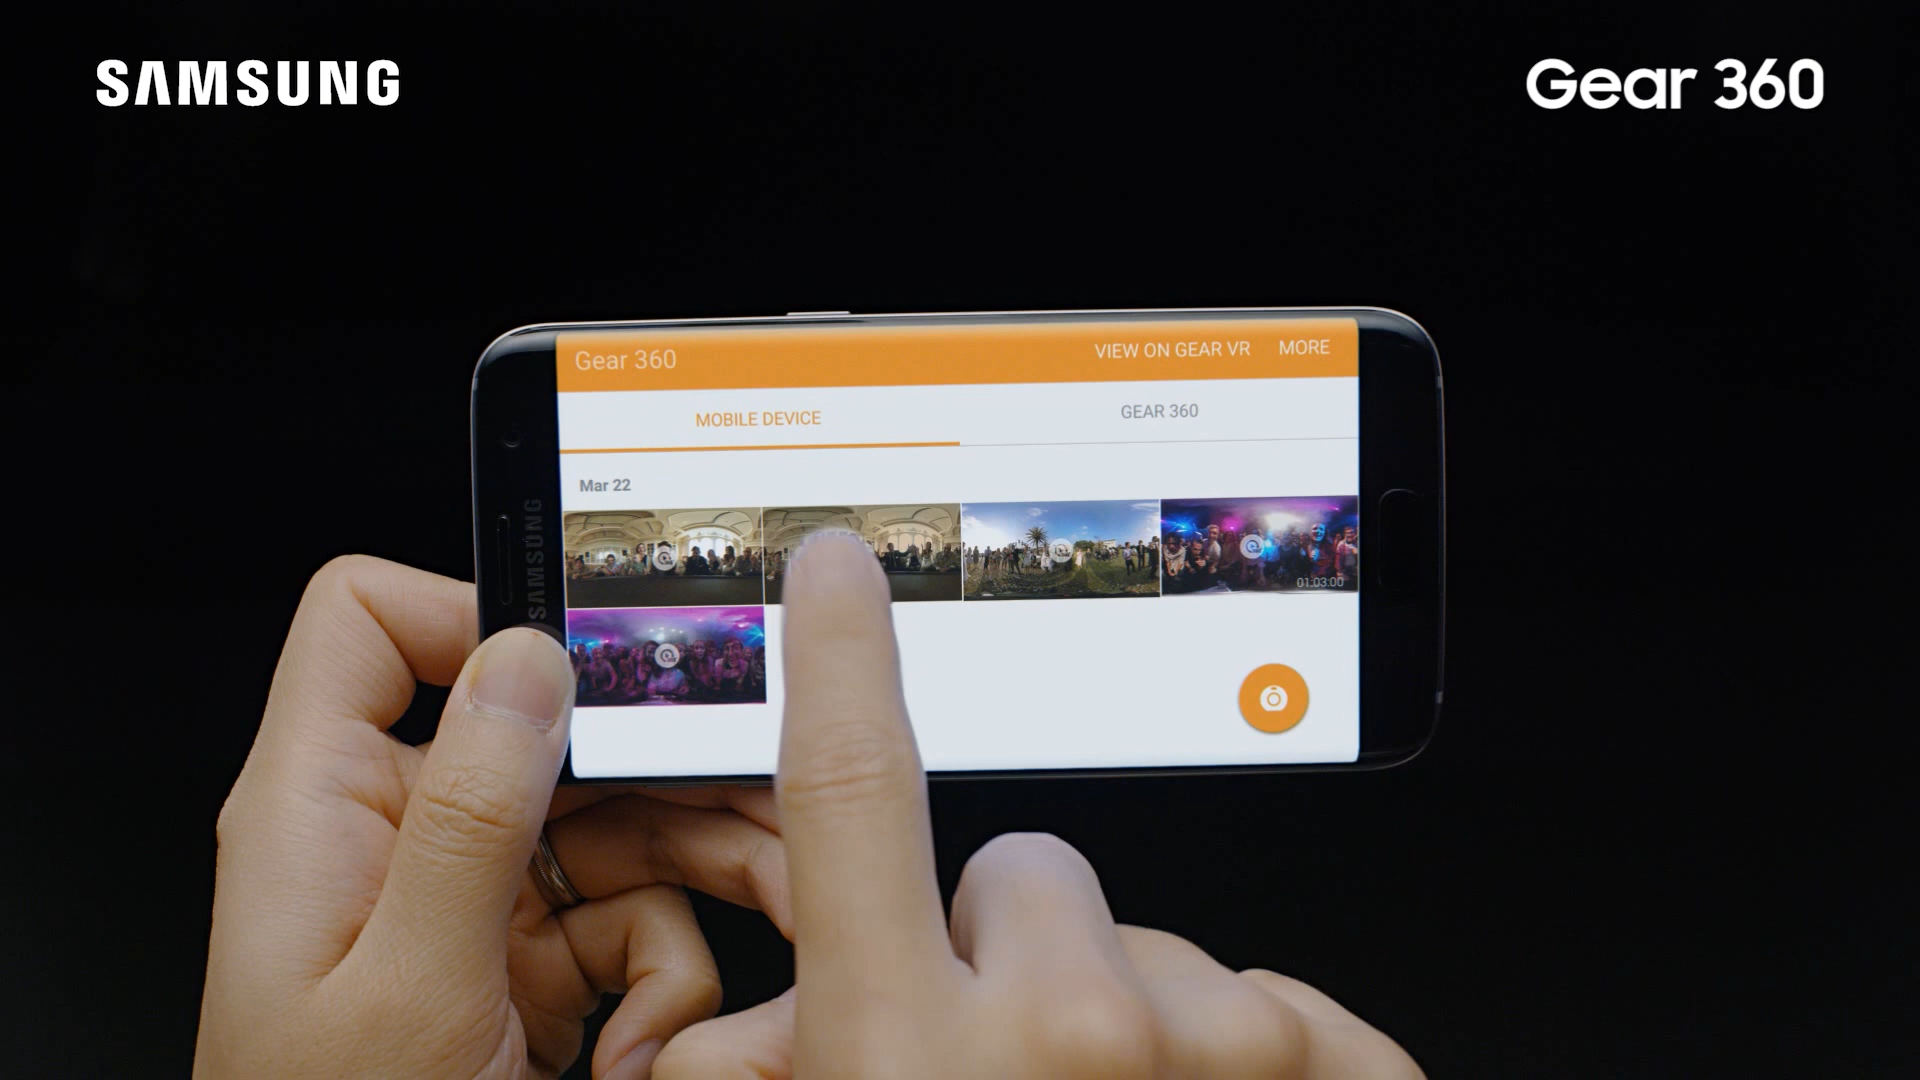 SAMSUNG
Gear 360
Gear 360
VIEW ON GEAR VR
MORE
MOBILE DEVICE
GEAR 360
Mar 22
01:03:00
SAMSUNG